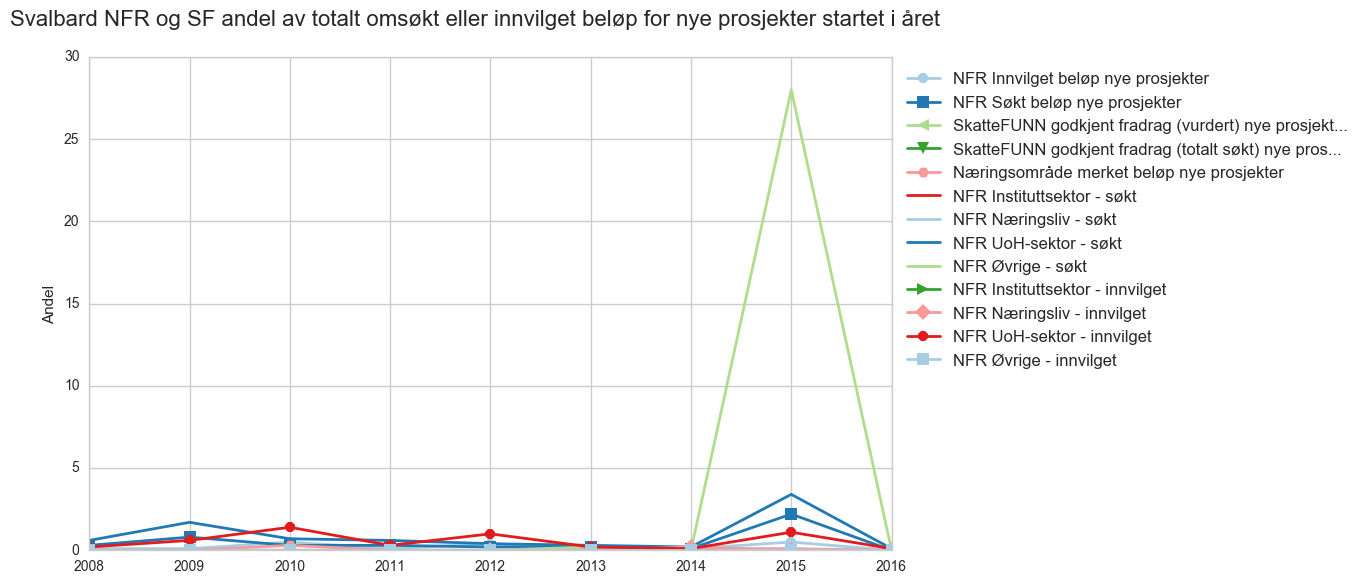 Svalbard NFR og SF andel av totalt omsøkt eller innvilget beløp for nye prosjekter startet i året
30
25
20
15
10
5
0
Andel
2008 2009 2010 2011 2012 2013 2014 2015 2016
NFR Innvilget beløp nye prosjekter
NFR Søkt beløp nye prosjekter
SkatteFUNN godkjent fradrag (vurdert) nye prosjekt...
SkatteFUNN godkjent fradrag (totalt søkt) nye pros...
Næringsområde merket beløp nye prosjekter
NFR Instituttsektor - søkt
NFR Næringsliv - søkt
NFR UoH-sektor - søkt
NFR Øvrige - søkt
NFR Instituttsektor - innvilget
NFR Næringsliv - innvilget
NFR UoH-sektor - innvilget
NFR Øvrige - innvilget